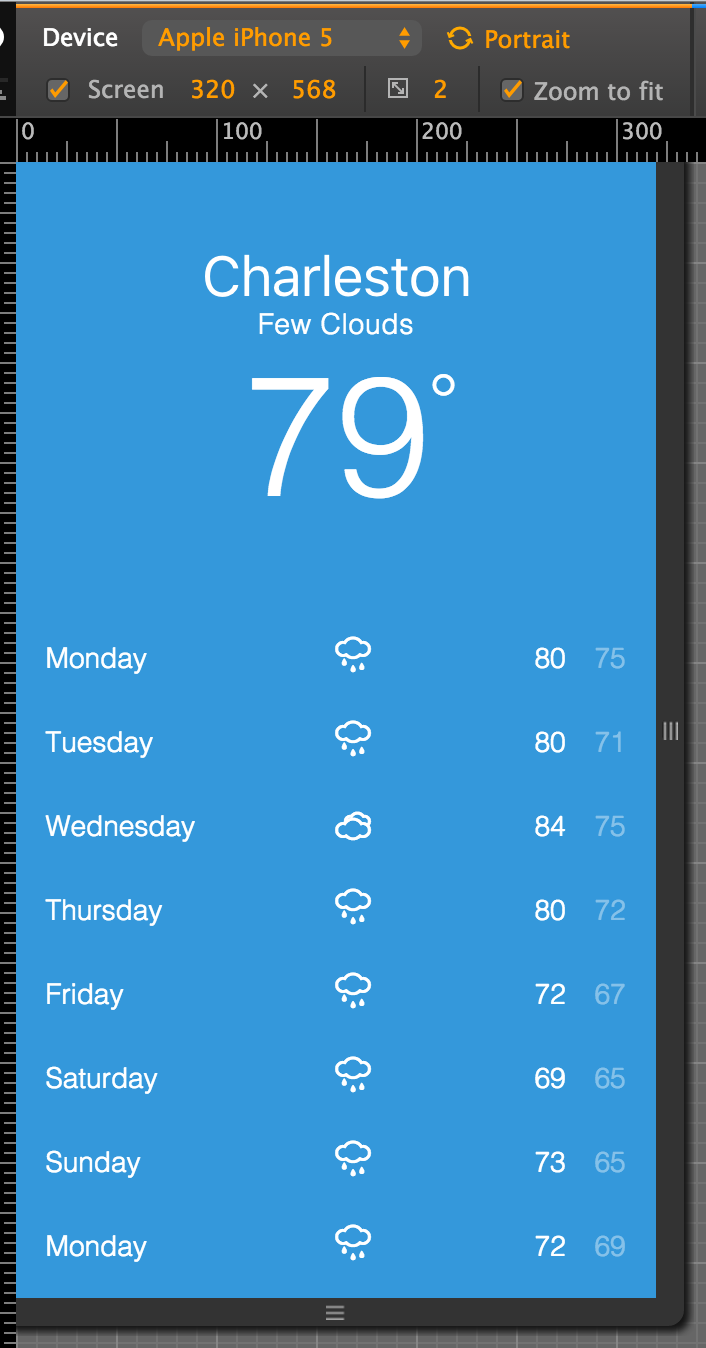 Device Apple iPhone 5 Portrait
Screen 320 × 568 2 Zoom to fit
0 100 200 300
Charleston
Few Clouds
79°
Monday 80 75
Tuesday 80 71
Wednesday 84 75
Thursday 80 72
Friday 72 67
Saturday 69 65
Sunday 73 65
Monday 72 69